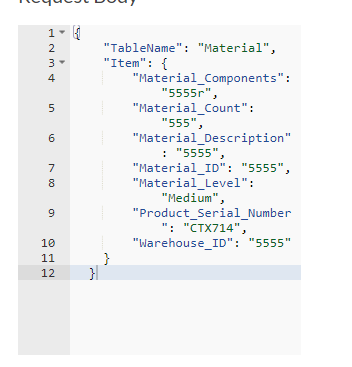 Request Body
1 {
2 "TableName": "Material",
3 "Item": {
4 "Material_Components":
"5555r",
5 "Material_Count":
"555",
6 "Material_Description"
: "5555",
7 "Material_ID": "5555",
8 "Material_Level":
"Medium",
9 "Product_Serial_Number
": "CTX714",
10 "Warehouse_ID": "5555"
11 }
12 }